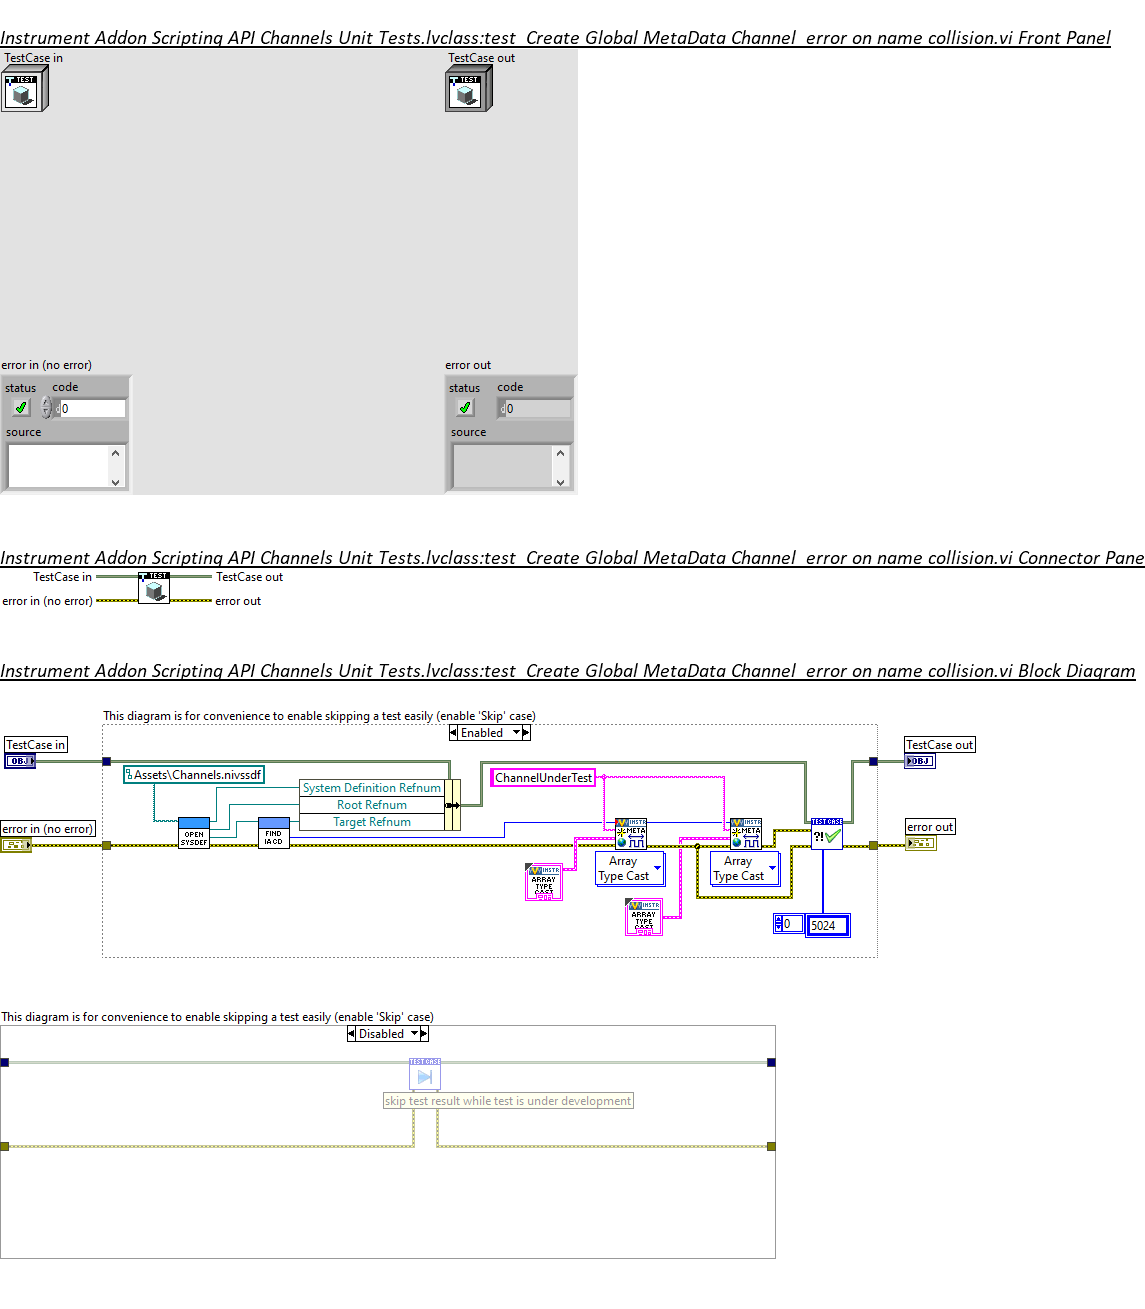 Instrument Addon Scripting API Channels Unit Tests.lvclass:test  Create Global MetaData Channel  error on name collision.vi Front Panel
TestCase in
TestCase out
TEST
TEST
error in (no error)
error out
status
code
status
code
d0
d0
source
source
Instrument Addon Scripting API Channels Unit Tests.lvclass:test  Create Global MetaData Channel  error on name collision.vi Connector Pane
TestCase in
TEST
TestCase out
error in (no error)
error out
Instrument Addon Scripting API Channels Unit Tests.lvclass:test  Create Global MetaData Channel  error on name collision.vi Block Diagram
This diagram is for convenience to enable skipping a test easily (enable 'Skip' case)
Enabled
TestCase in
OBJ
TestCase out
OBJ
Assets\Channels.nivssdf
System Definition Refnum
Root Refnum
Target Refnum
ChannelUnderTest
error in (no error)
OPEN
SYSDEF
FIND
IACD
INSTR
META
INSTR
META
TEST CASE
?!
error out
Array
Type Cast
Array
Type Cast
INSTR
ARRAY
TYPE
CAST
INSTR
ARRAY
TYPE
CAST
0
5024
This diagram is for convenience to enable skipping a test easily (enable 'Skip' case)
Disabled
TEST CASE
skip test result while test is under development